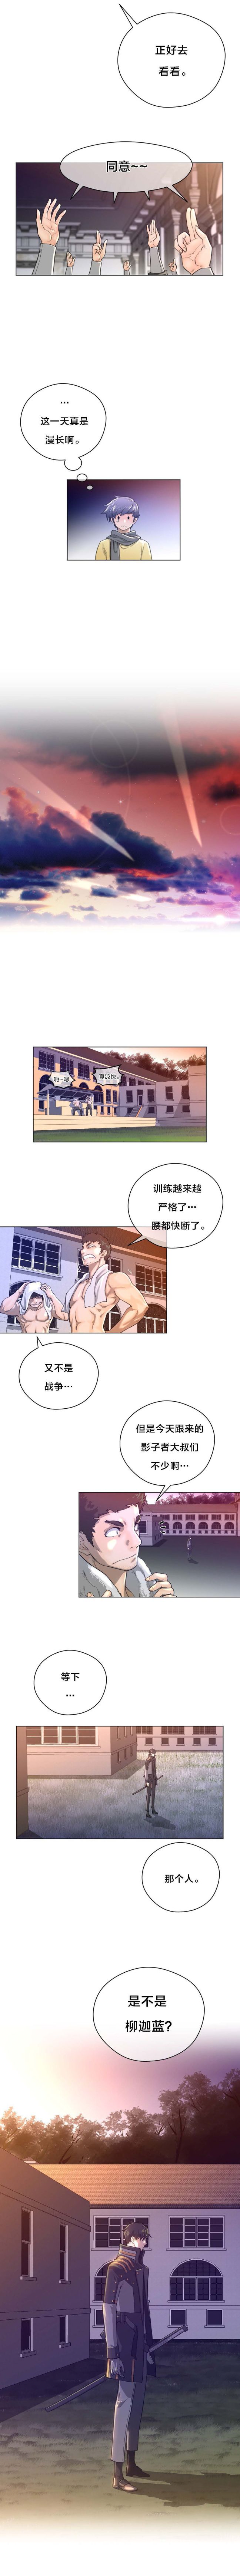 正好去
看看。
同意~~
…
这一天真是
漫长啊。
呃~嗯
真凉快。
训练越来越
严格了…
腰都快断了。
又不是
战争…
但是今天跟来的
影子者大叔们
不少啊…
等下
…
那个人。
是不是
柳迦蓝?